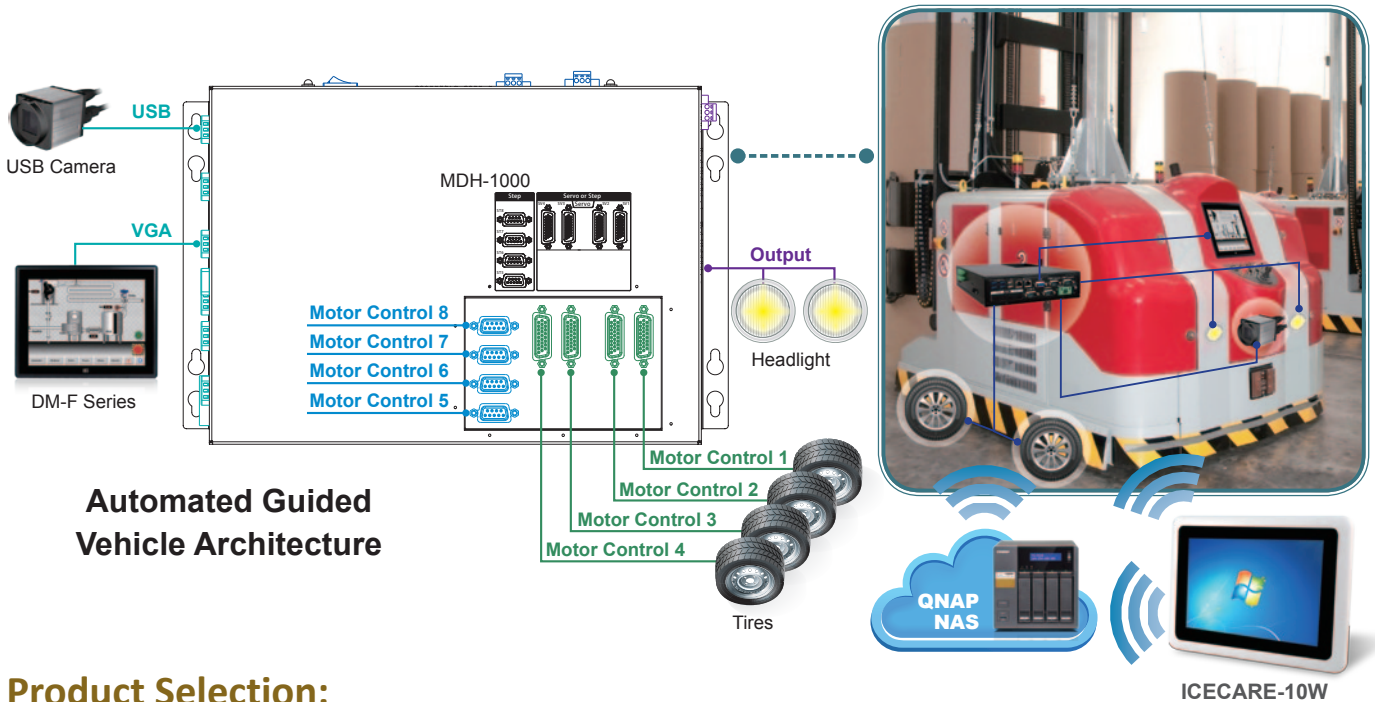 USB
USB Camera
MDH-1000
Step
Servo or Step
Servo
VGA
Output
Motor Control 8
Motor Control 7
Motor Control 6
Motor Control 5
Headlight
DM-F Series
Motor Control 1
Motor Control 2
Motor Control 3
Motor Control 4
Automated Guided
Vehicle Architecture
Tires
QNAP
NAS
ICECARE-10W
Product Selection: